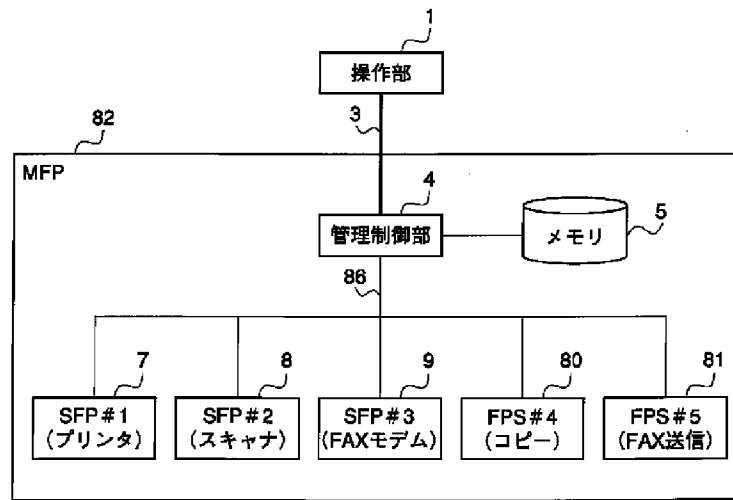 1
操作部
3
82
MFP
4
管理制御部
5
メモリ
86
7
8
9
80
81
SFP#1
(プリンタ)
SFP#2
(スキャナ)
SFP#3
(FAXモデム)
FPS#4
(コピー)
FPS#5
(FAX送信)